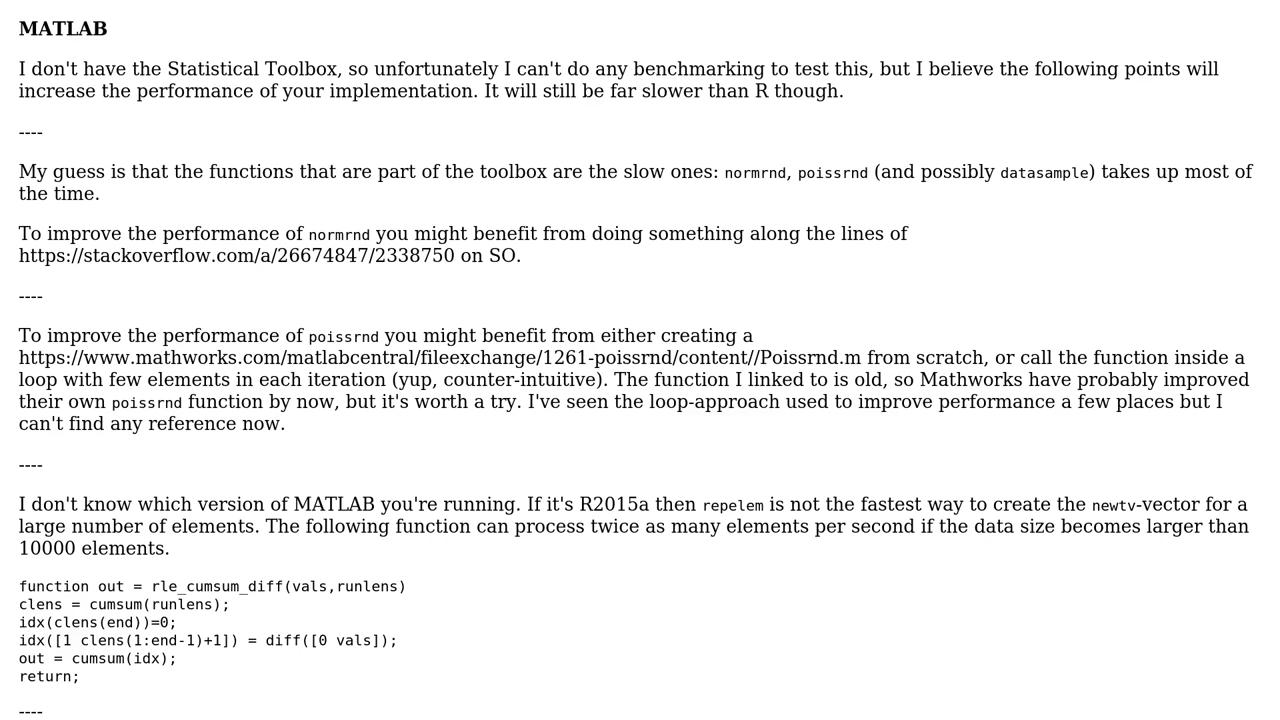 MATLAB
I don't have the Statistical Toolbox, so unfortunately I can't do any benchmarking to test this, but I believe the following points will
increase the performance of your implementation. It will still be far slower than R though.
----
My guess is that the functions that are part of the toolbox are the slow ones: normrnd, poissrnd (and possibly datasample) takes up most of
the time.
To improve the performance of normrnd you might benefit from doing something along the lines of
https://stackoverflow.com/a/26674847/2338750 on SO.
----
To improve the performance of poissrnd you might benefit from either creating a
https://www.mathworks.com/matlabcentral/fileexchange/1261-poissrnd/content//Poissrnd.m from scratch, or call the function inside a
loop with few elements in each iteration (yup, counter-intuitive). The function I linked to is old, so Mathworks have probably improved
their own poissrnd function by now, but it's worth a try. I've seen the loop-approach used to improve performance a few places but I
can't find any reference now.
----
I don't know which version of MATLAB you're running. If it's R2015a then repelem is not the fastest way to create the newtv-vector for a
large number of elements. The following function can process twice as many elements per second if the data size becomes larger than
10000 elements.
function out = rle_cumsum_diff(vals,runlens)
clens = cumsum(runlens);
idx(clens(end))=0;
idx([1 clens(1:end-1)+1]) = diff([0 vals]);
out = cumsum(idx);
return;
----